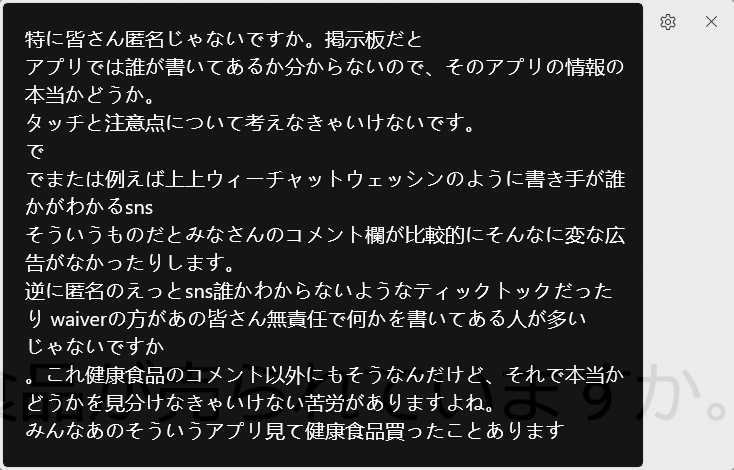 特に皆さん匿名じゃないですか。掲示板だと
アプリでは誰が書いてあるか分からないので、そのアプリの情報の
本当かどうか。
タッチと注意点について考えなきゃいけないです。
で
でまたは例えば上上ウィーチャットウェッシンのように書き手が誰
かがわかるsns
そういうものだとみなさんのコメント欄が比較的にそんなに変な広
告がなかったりします。
逆に匿名のえっとsns誰かわからないようなティックトックだった
り waiverの方があの皆さん無責任で何かを書いてある人が多い
じゃないですか
。これ健康食品のコメント以外にもそうなんだけど、それで本当か
どうかを見分けなきゃいけない苦労がありますよね。
みんなあのそういうアプリ見て健康食品買ったことあります
食品が売られていますか。